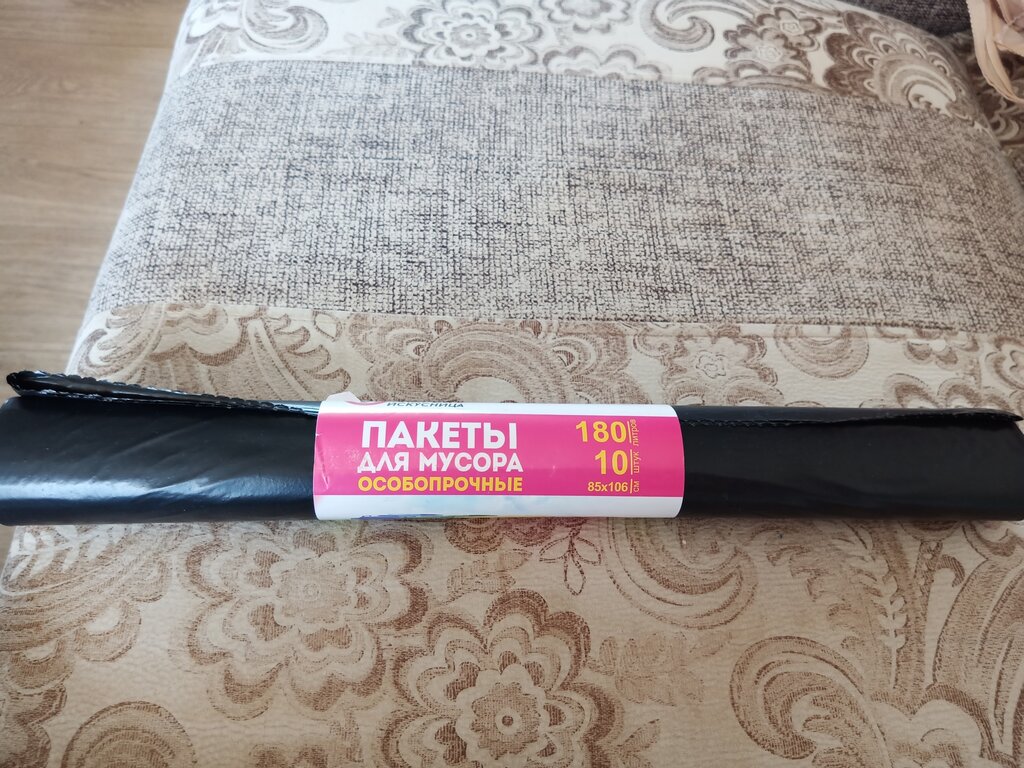 ИСКУСНИЦА
ПАКЕТЫ
ДЛЯ МУСОРА
ОСОБОПРОЧНЫЕ
180 литров
10 штук
85х106 см